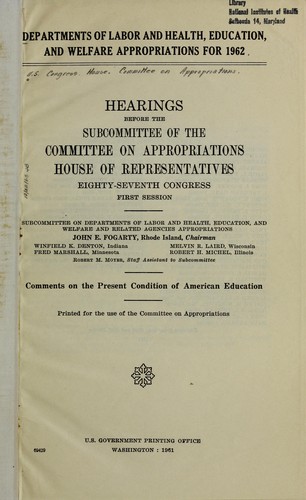 Library
National Institutes of Health
Bethesda 14, Maryland
DEPARTMENTS OF LABOR AND HEALTH, EDUCATION,
AND WELFARE APPROPRIATIONS FOR 1962
U.S. Congress. House. Committee on Appropriations.
HEARINGS
BEFORE THE
SUBCOMMITTEE OF THE
COMMITTEE ON APPROPRIATIONS
HOUSE OF REPRESENTATIVES
EIGHTY-SEVENTH CONGRESS
FIRST SESSION
SUBCOMMITTEE ON DEPARTMENTS OF LABOR AND HEALTH, EDUCATION, AND
WELFARE AND RELATED AGENCIES APPROPRIATIONS
JOHN E. FOGARTY, Rhode Island, Chairman
WINFIELD K. DENTON, Indiana MELVIN R. LAIRD, Wisconsin
FRED MARSHALL, Minnesota ROBERT H. MICHEL, Illinois
ROBERT M. MOYER, Staff Assistant to Subcommittee
Comments on the Present Condition of American Education
Printed for the use of the Committee on Appropriations
U.S. GOVERNMENT PRINTING OFFICE
69420 WASHINGTON : 1961